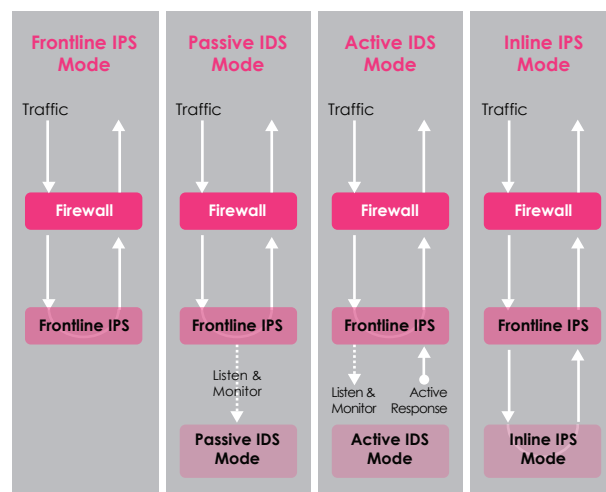 Frontline IPS
Mode
Traffic
Firewall
Frontline IPS
Passive IDS
Mode
Traffic
Firewall
Frontline IPS
Listen &
Monitor
Passive IDS
Mode
Active IDS
Mode
Traffic
Firewall
Frontline IPS
Listen &
Monitor
Active
Response
Active IDS
Mode
Inline IPS
Mode
Traffic
Firewall
Frontline IPS
Inline IPS
Mode